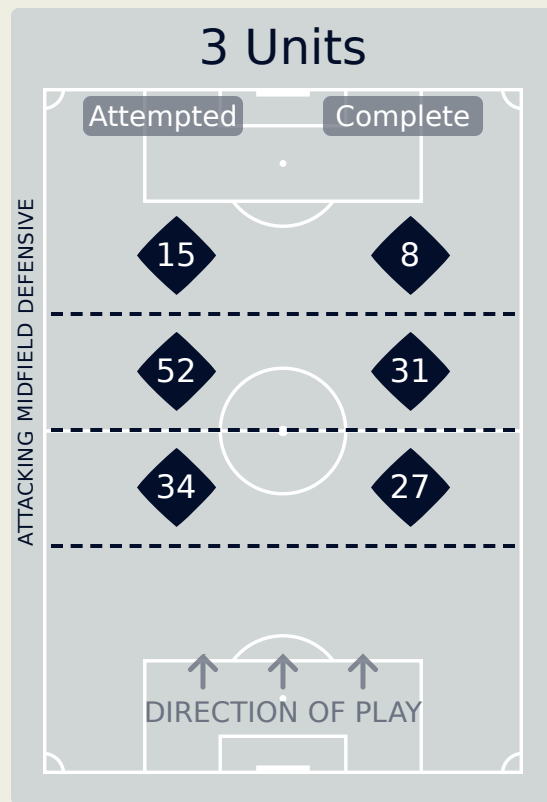 3 Units
Attempted Complete
15 8
52 31
34 27
ATTACKING MIDFIELD DEFENSIVE
DIRECTION OF PLAY